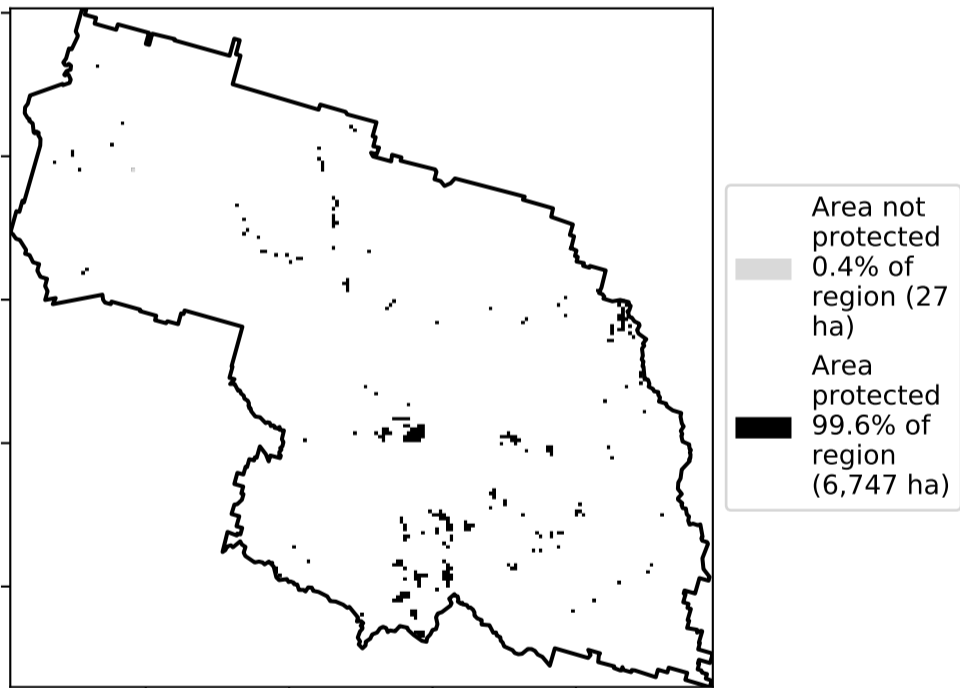 Area not
protected
0.4% of
region (27
ha)
Area
protected
99.6% of
region
(6,747 ha)